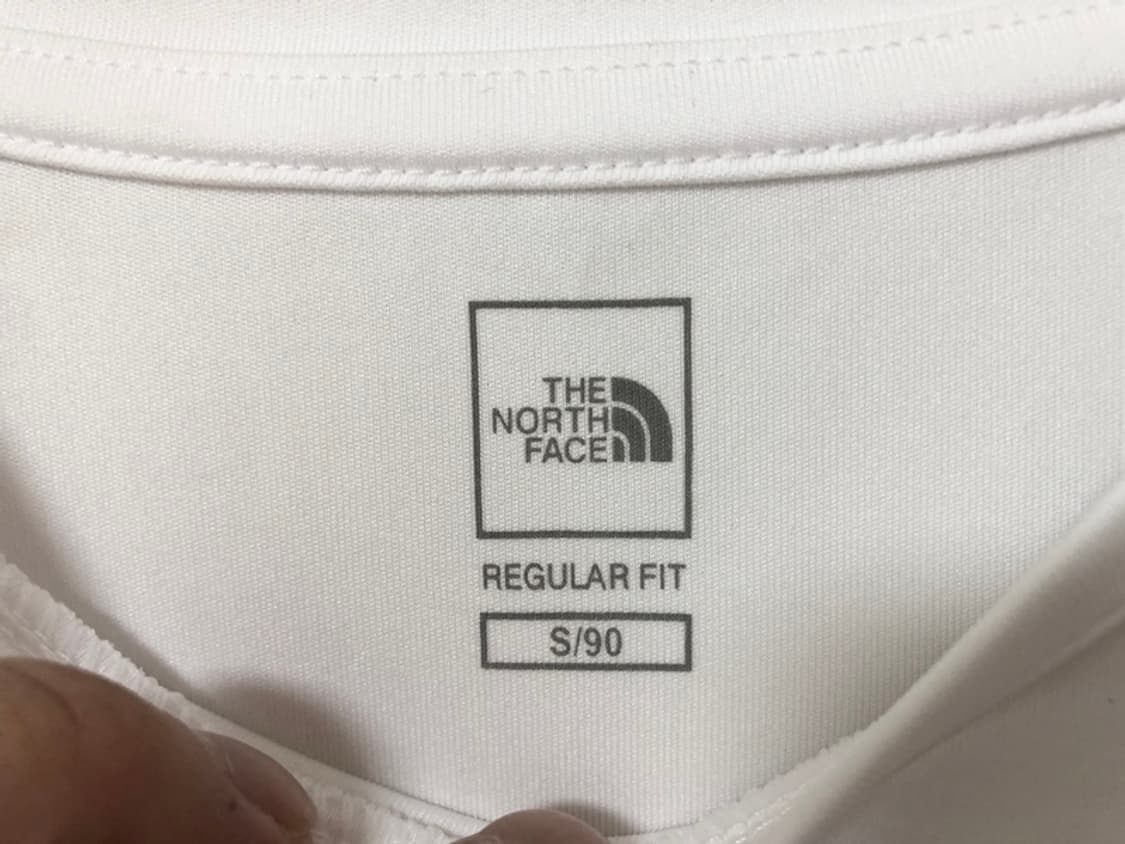 THE
NORTH
FACE
REGULAR FIT
S/90